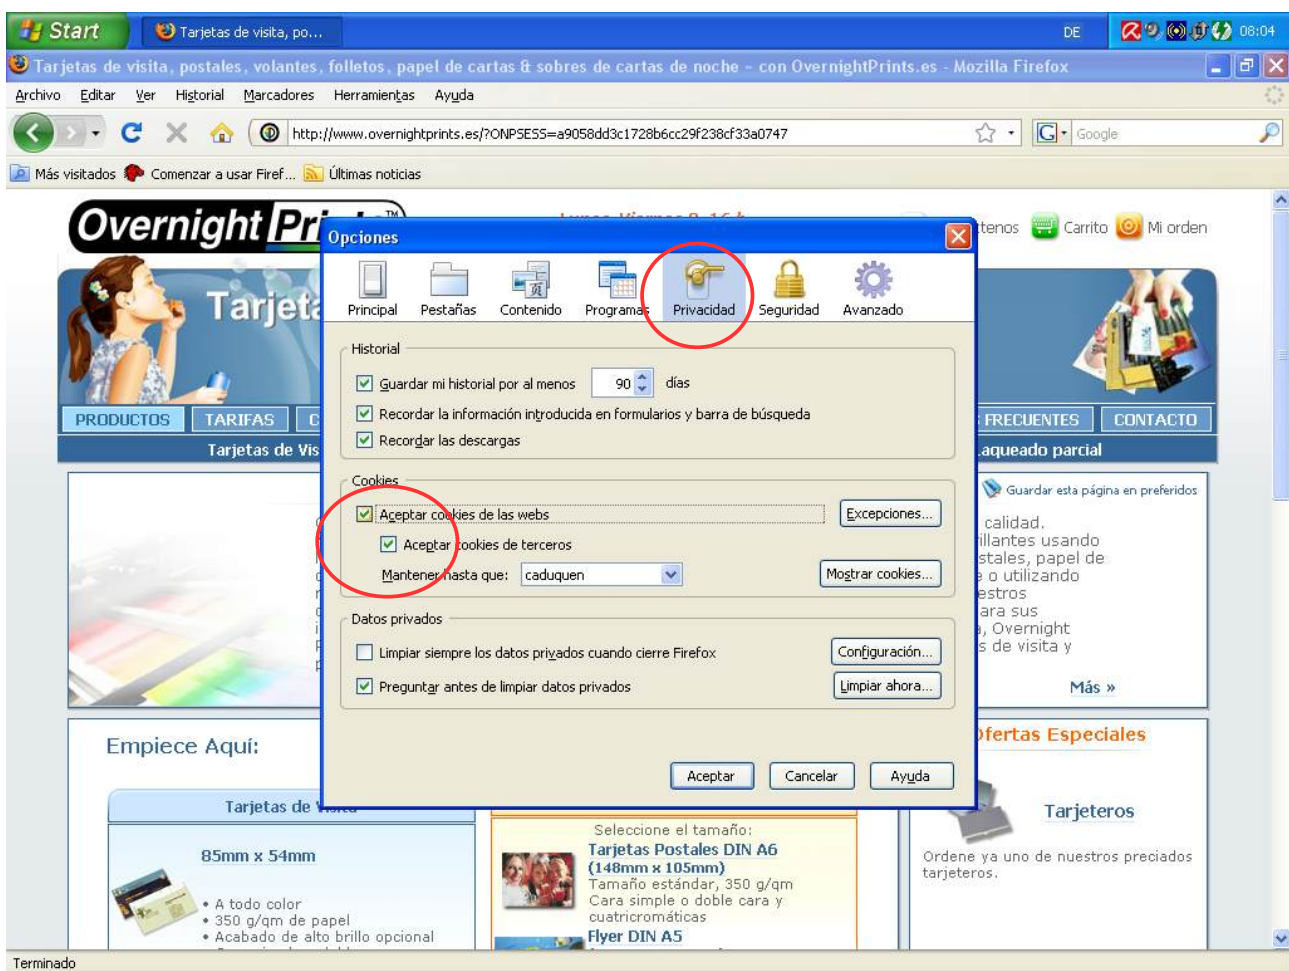 Start
Tarjetas de visita, po...
DE
08:04
Tarjetas de visita, postales, volantes, folletos, papel de cartas & sobres de cartas de noche - con OvernightPrints.es - Mozilla Firefox
Archivo Editar Ver Historial Marcadores Herramientas Ayuda
http://www.overnightprints.es/?ONPSESS=a9058dd3c1728b6cc29f238cf33a0747
Google
Más visitados Comenzar a usar Firef... Últimas noticias
Overnight
Carrito Mi orden
Opciones
Principal Pestañas Contenido Programas Privacidad Seguridad Avanzado
Historial
Guardar mi historial por al menos 90 días
Recordar la información introducida en formularios y barra de búsqueda
Recordar las descargas
Cookies
Aceptar cookies de las webs Excepciones...
Aceptar cookies de terceros
Mantener hasta que: caduquen Mostrar cookies...
Datos privados
Limpiar siempre los datos privados cuando cierre Firefox Configuración...
Preguntar antes de limpiar datos privados Limpiar ahora...
Aceptar Cancelar Ayuda
PRODUCTOS TARIFAS FRECUENTES CONTACTO
Tarjetas de Vis
aqueado parcial
Guardar esta página en preferidos
calidad.
illantes usando
stales, papel de
o utilizando
estros
ara sus
, Overnight
s de visita y
Más »
Empiece Aquí:
Tarjetas de
85mm x 54mm
• A todo color
• 350 g/qm de papel
• Acabado de alto brillo opcional
Seleccione el tamaño:
Tarjetas Postales DIN A6
(148mm x 105mm)
Tamaño estándar, 350 g/qm
Cara simple o doble cara y
cuatricromáticas
Flyer DIN A5
fertas Especiales
Tarjeteros
Ordene ya uno de nuestros preciados
tarjeteros.
Terminado